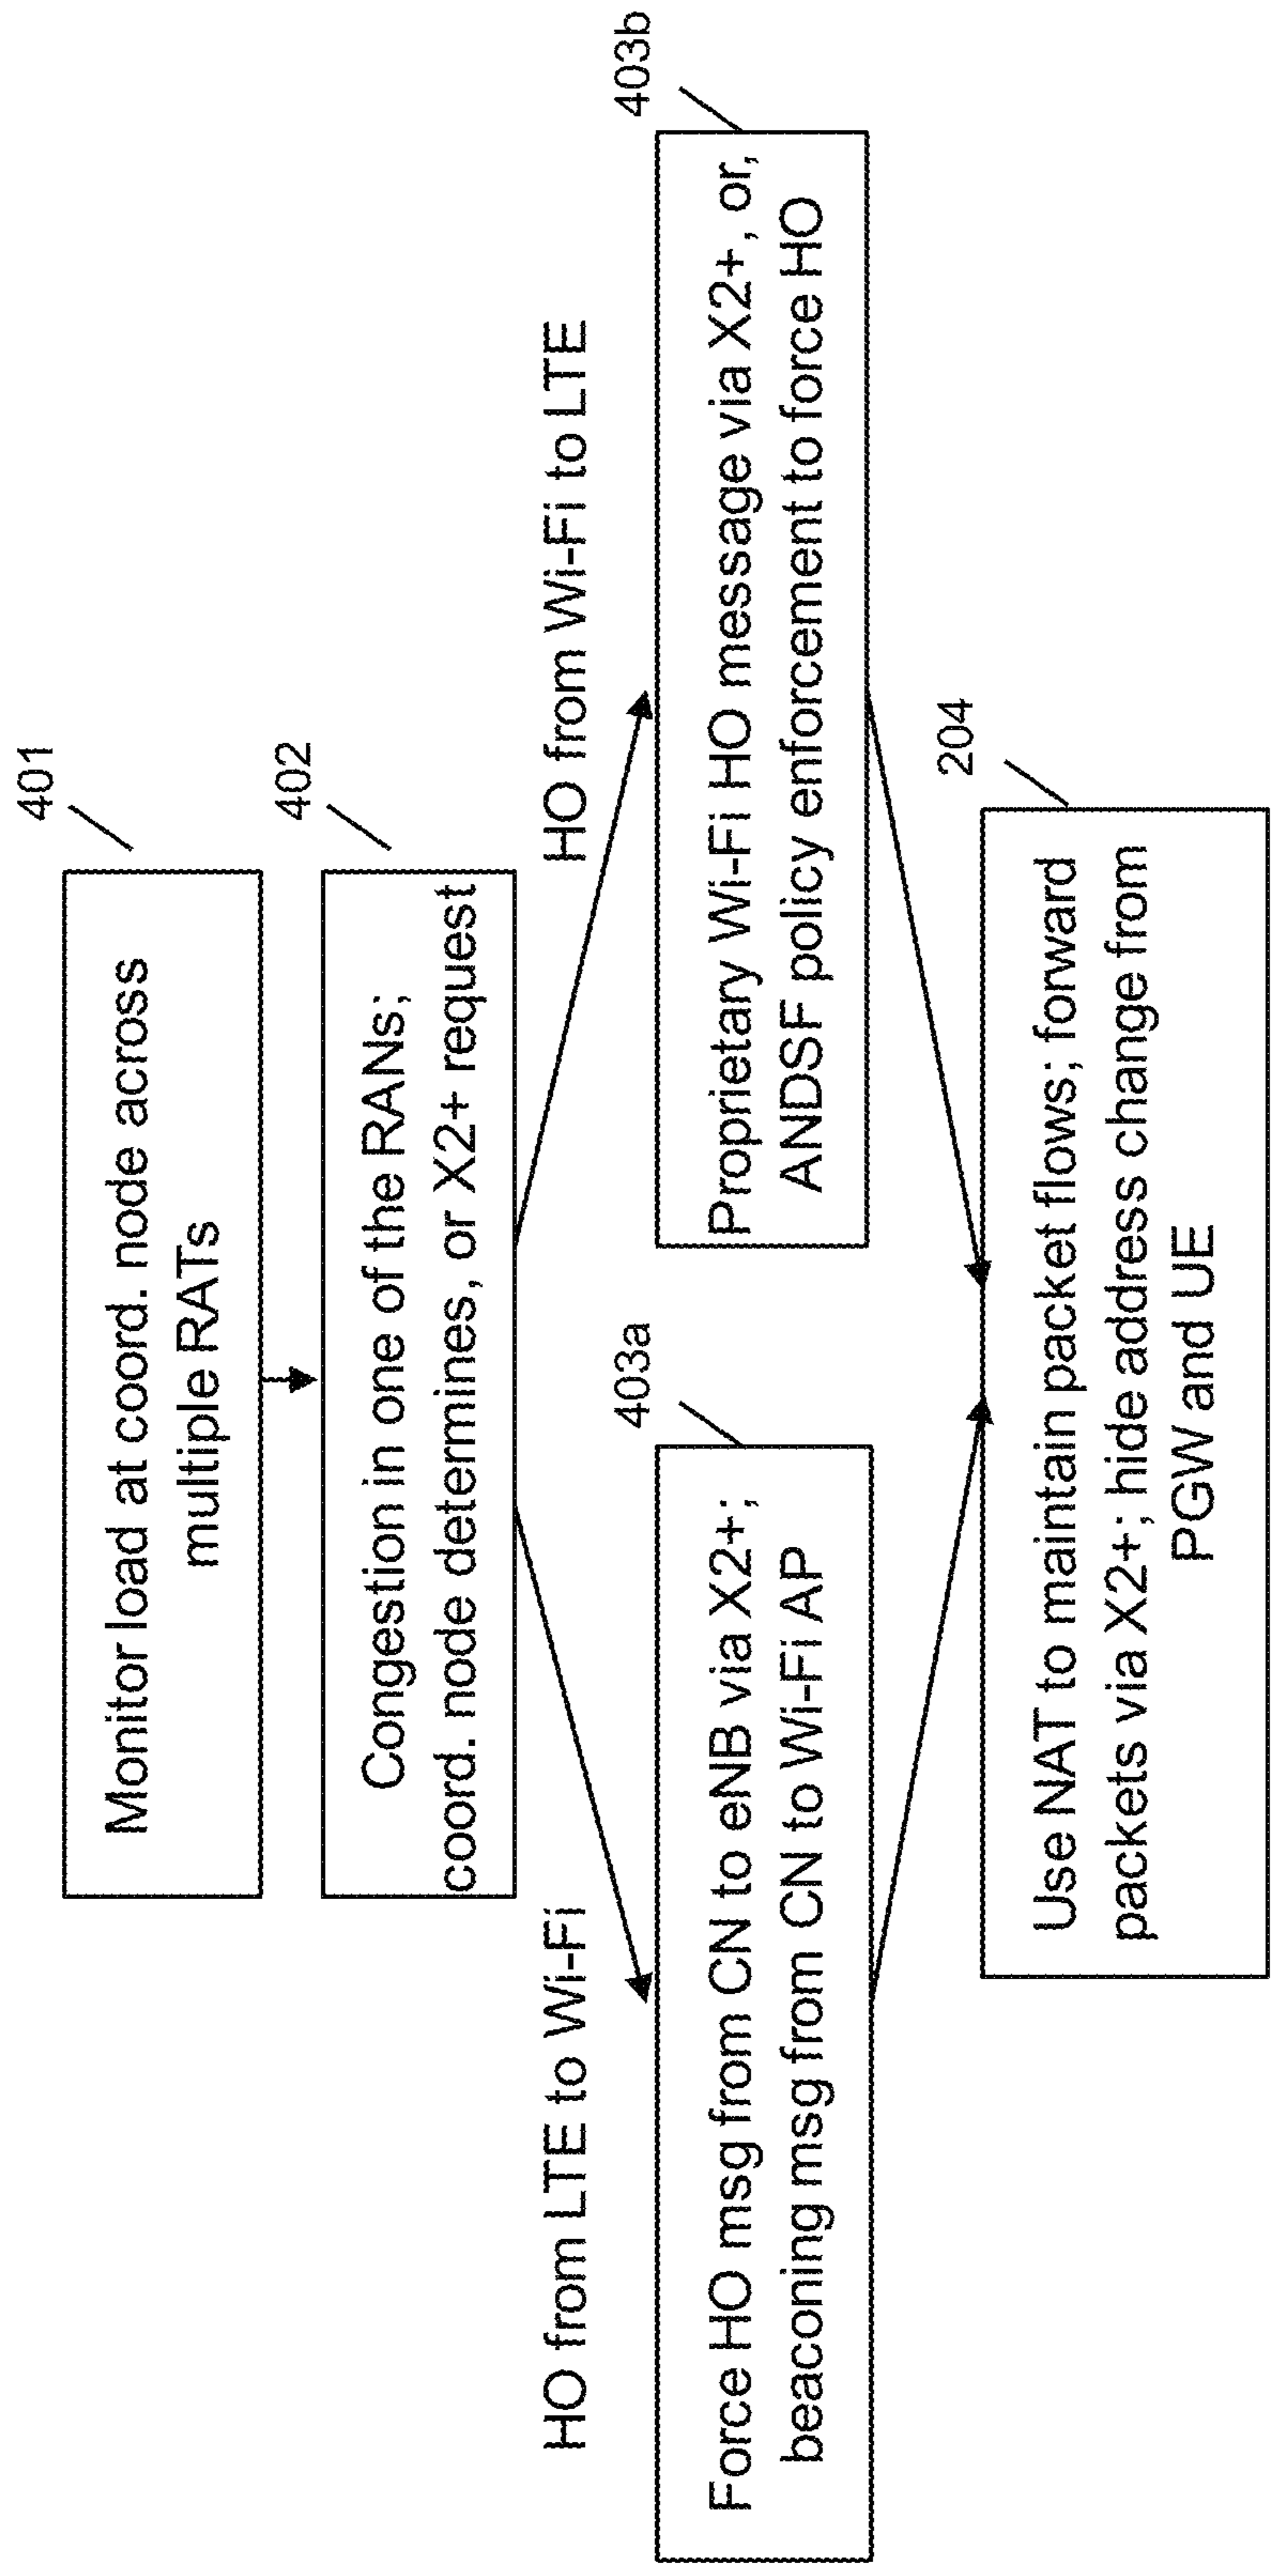 401
Monitor load at coord. node across
multiple RATs
402
Congestion in one of the RANs;
coord. node determines, or X2+ request
HO from LTE to Wi-Fi
HO from Wi-Fi to LTE
403a
Force HO msg from CN to eNB via X2+;
beaconing msg from CN to Wi-Fi AP
403b
Proprietary Wi-Fi HO message via X2+, or,
ANDSF policy enforcement to force HO
204
Use NAT to maintain packet flows; forward
packets via X2+; hide address change from
PGW and UE